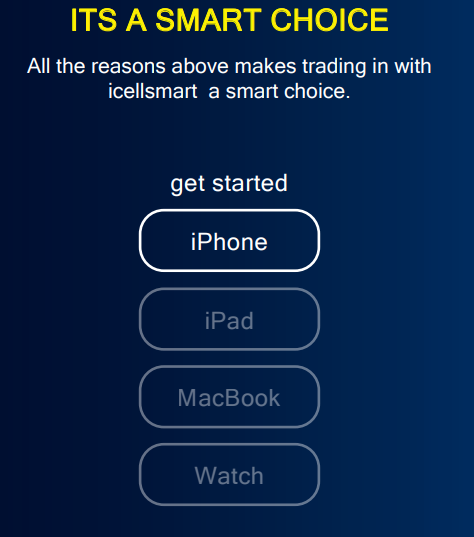 ITS A SMART CHOICE
All the reasons above makes trading in with
icellsmart  a smart choice.
get started
iPhone
iPad
MacBook
Watch